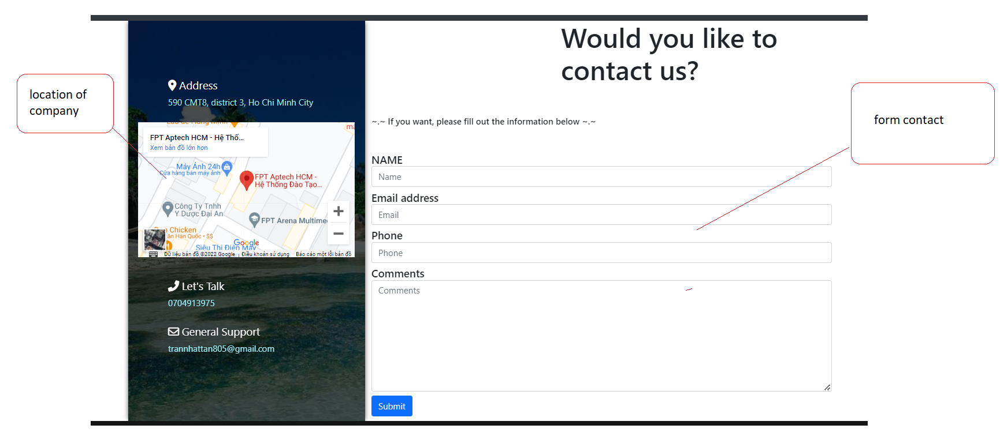 location of
company
Address
590 CMT8, district 3, Ho Chi Minh City
FPT Aptech HCM - Hệ Thố...
Xem bản đồ lớn hơn
Máy Ảnh 24h
Cửa hàng bán máy ảnh
FPT Aptech HCM -
Hệ Thống Đào Tạo...
Công Ty Tnhh
Y Dược Đại An
FPT Arena Multime
Chicken
Hàn Quốc · $$
Google
Siêu Thị Điện Máy
Dữ liệu bản đồ ©2022 Google
Điều khoản sử dụng
Báo cáo một lỗi bản đồ
Let's Talk
0704913975
General Support
trannhattan805@gmail.com
Would you like to
contact us?
~.~ If you want, please fill out the information below ~.~
NAME
Name
Email address
Email
Phone
Phone
Comments
Comments
Submit
form contact